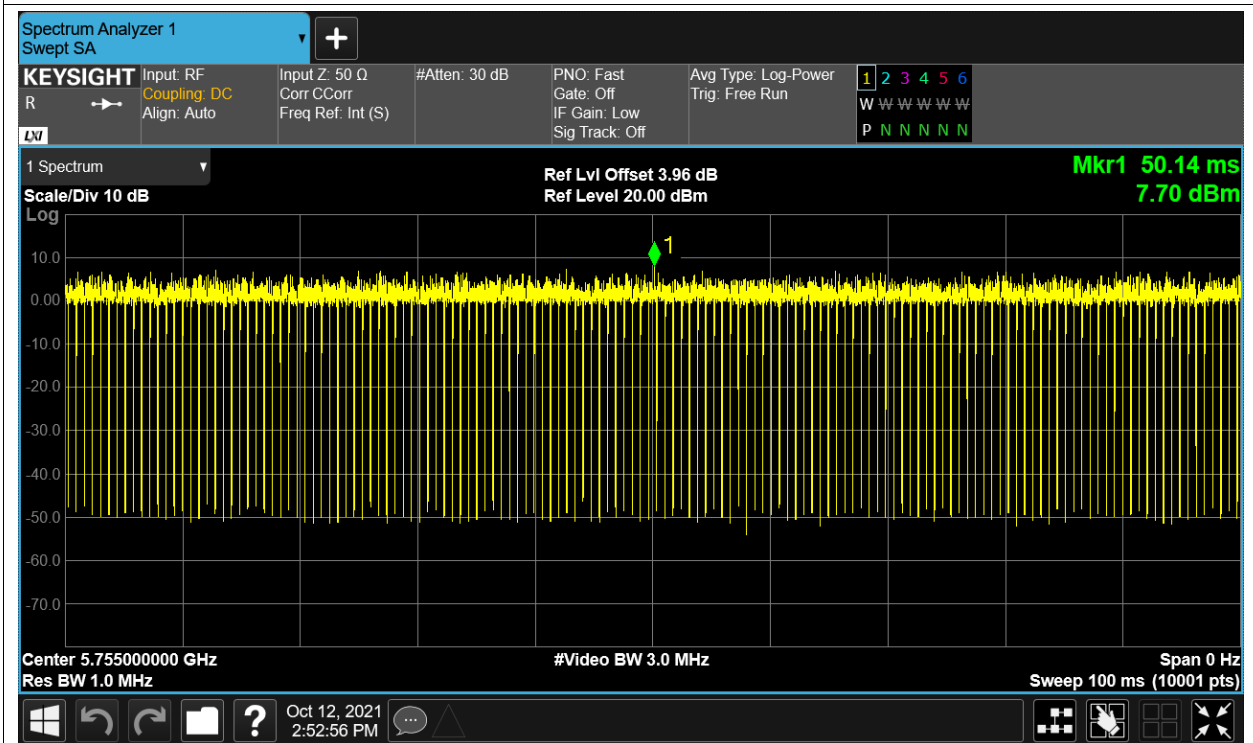 Spectrum Analyzer 1
Swept SA
KEYSIGHT
R
LXI
Input: RF
Coupling: DC
Align: Auto
Input Z: 50 Ω
Corr CCorr
Freq Ref: Int (S)
#Atten: 30 dB
PNO: Fast
Gate: Off
IF Gain: Low
Sig Track: Off
Avg Type: Log-Power
Trig: Free Run
1 2 3 4 5 6
W W W W W W
P N N N N N
1 Spectrum
Scale/Div 10 dB
Log
Ref Lvl Offset 3.96 dB
Ref Level 20.00 dBm
Mkr1 50.14 ms
7.70 dBm
1
10.0
0.00
-10.0
-20.0
-30.0
-40.0
-50.0
-60.0
-70.0
Center 5.755000000 GHz
Res BW 1.0 MHz
#Video BW 3.0 MHz
Span 0 Hz
Sweep 100 ms (10001 pts)
?
Oct 12, 2021
2:52:56 PM